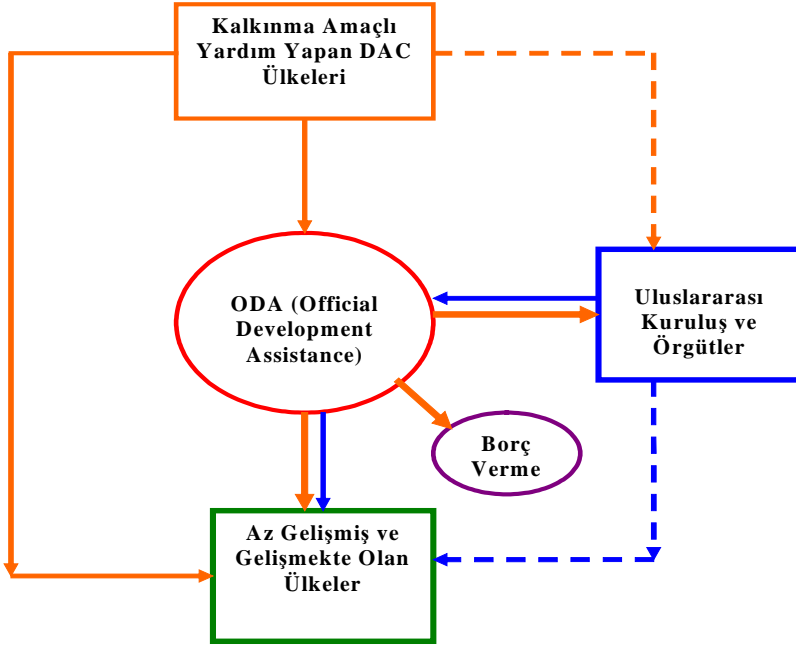 Kalkınma Amaçlı
Yardım Yapan DAC
Ülkeleri
ODA (Official
Development
Assistance)
Uluslararası
Kuruluş ve
Örgütler
Borç
Verme
Az Gelişmiş ve
Gelişmekte Olan
Ülkeler